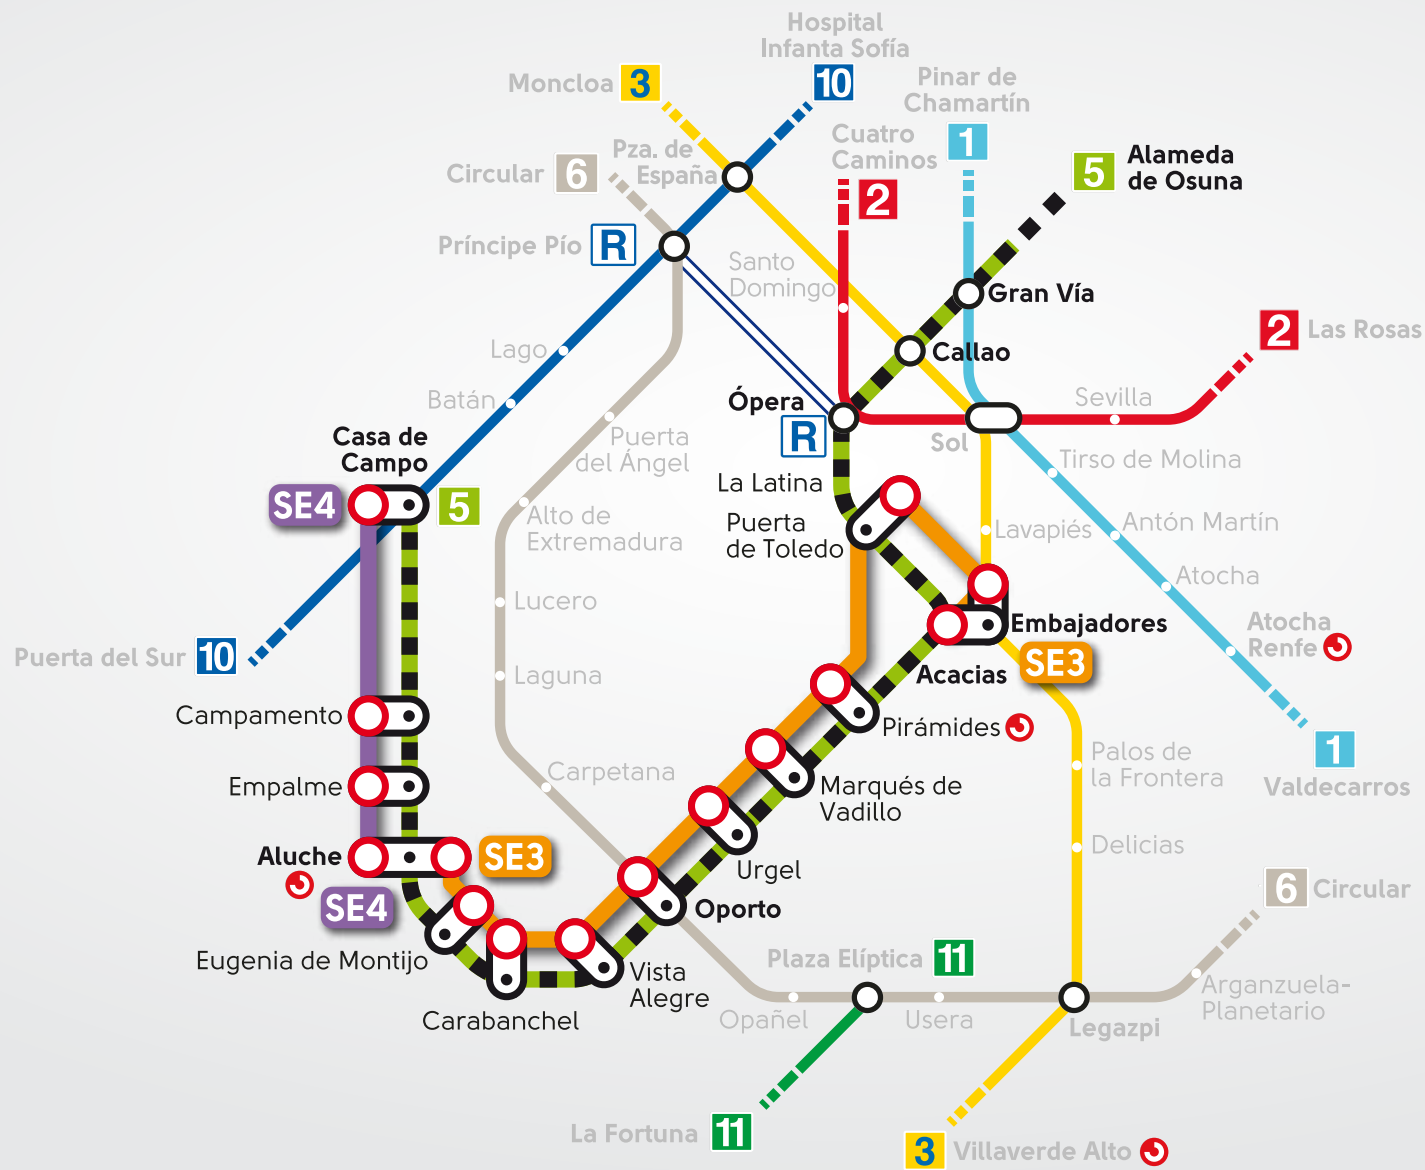 Hospital
Infanta Sofía
10
Moncloa 3
Pinar de
Chamartín
1
Cuatro
Caminos
2
Pza. de
España
Circular 6
5 Alameda
de Osuna
Príncipe Pío R
Santo
Domingo
Gran Vía
2 Las Rosas
Lago
Callao
Batán
Ópera
R
Sevilla
Sol
Casa de
Campo
SE4
5
Puerta
del Ángel
Tirso de Molina
La Latina
Puerta
de Toledo
Alto de
Extremadura
Lavapiés
Antón Martín
Atocha
Lucero
Embajadores
Atocha
Renfe
Puerta del Sur 10
Laguna
Acacias
SE3
Campamento
Pirámides
1
Valdecarros
Palos de
la Frontera
Carpetana
Empalme
Marqués de
Vadillo
Delicias
Aluche
SE3
Urgel
SE4
Oporto
6 Circular
Eugenia de Montijo
Vista
Alegre
Plaza Elíptica 11
Carabanchel
Opañel
Usera
Legazpi
Arganzuela-
Planetario
La Fortuna 11
3 Villaverde Alto